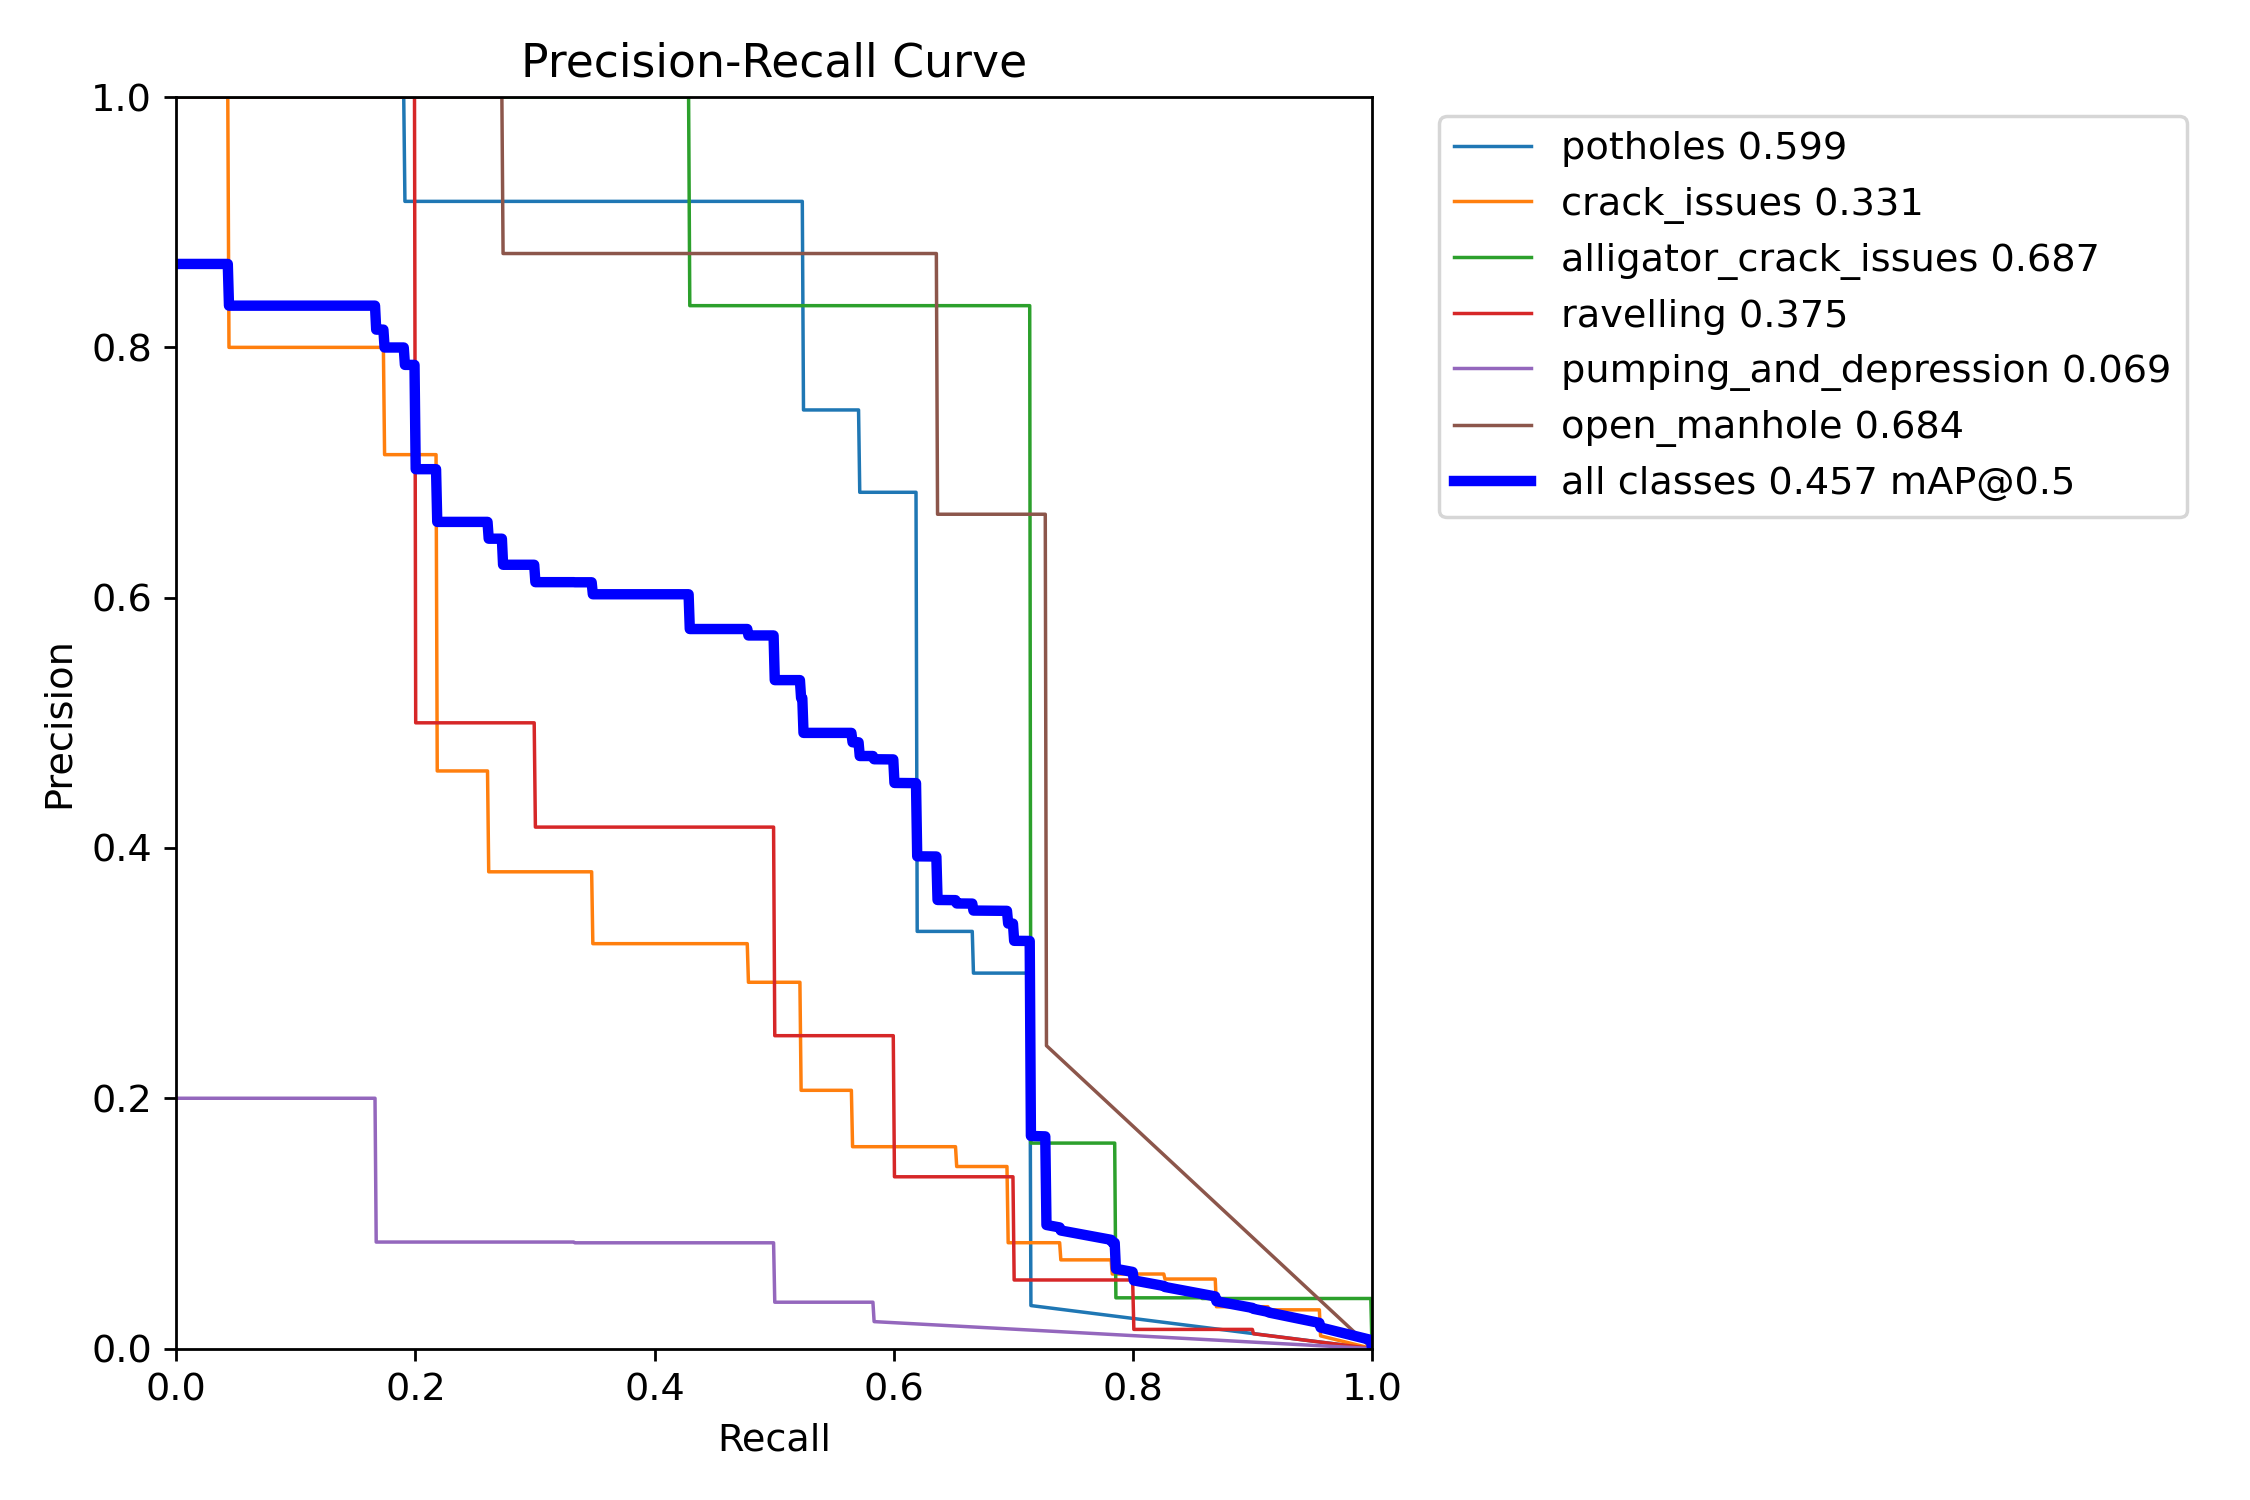 Precision-Recall Curve
1.0
0.8
0.6
0.4
0.2
0.0
Precision
0.0 0.2 0.4 0.6 0.8 1.0
Recall
potholes 0.599
crack_issues 0.331
alligator_crack_issues 0.687
ravelling 0.375
pumping_and_depression 0.069
open_manhole 0.684
all classes 0.457 mAP@0.5